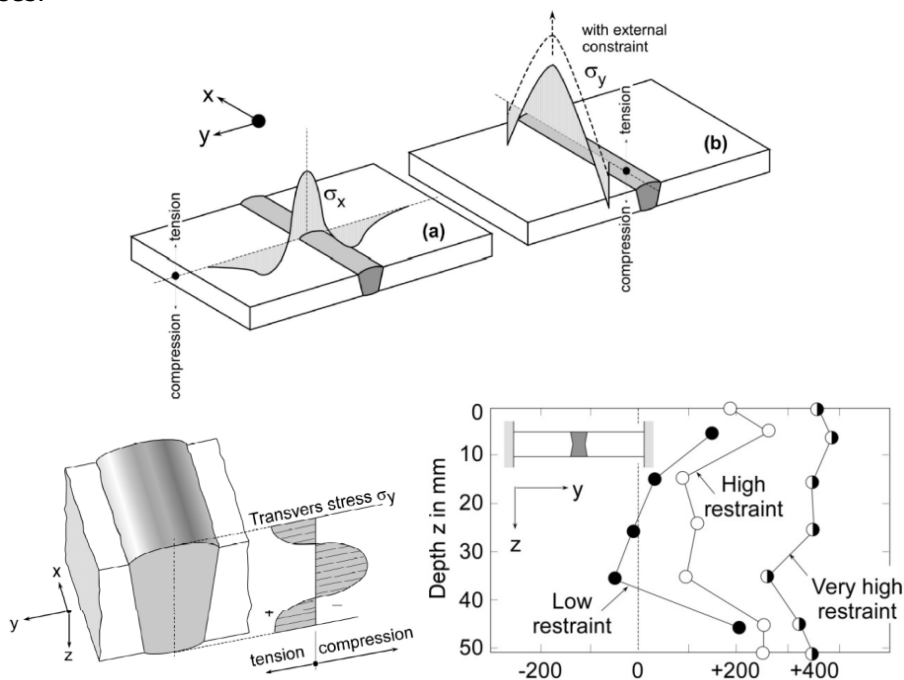 with external
constraint
σy
tension
(b)
compression
x
y
tension
σx
(a)
compression
Transvers stress σy
x
y
z
+
−
tension
compression
0
10
20
30
40
50
Depth z in mm
y
z
High
restraint
Low
restraint
Very high
restraint
-200
0
+200
+400